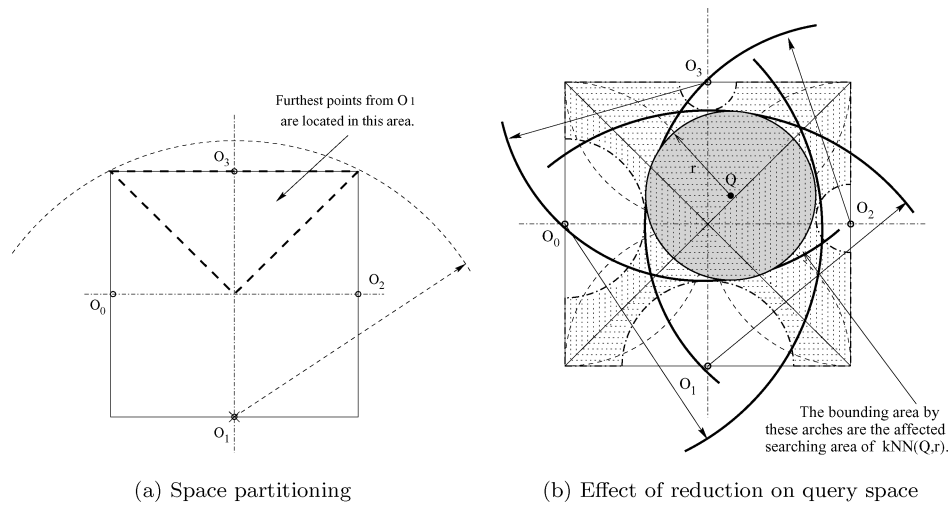 Furthest points from O1
are located in this area.
O3
O0
O2
O1
(a) Space partitioning
O3
r
Q
O0
O2
O1
The bounding area by
these arches are the affected
searching area of kNN(Q,r).
(b) Effect of reduction on query space